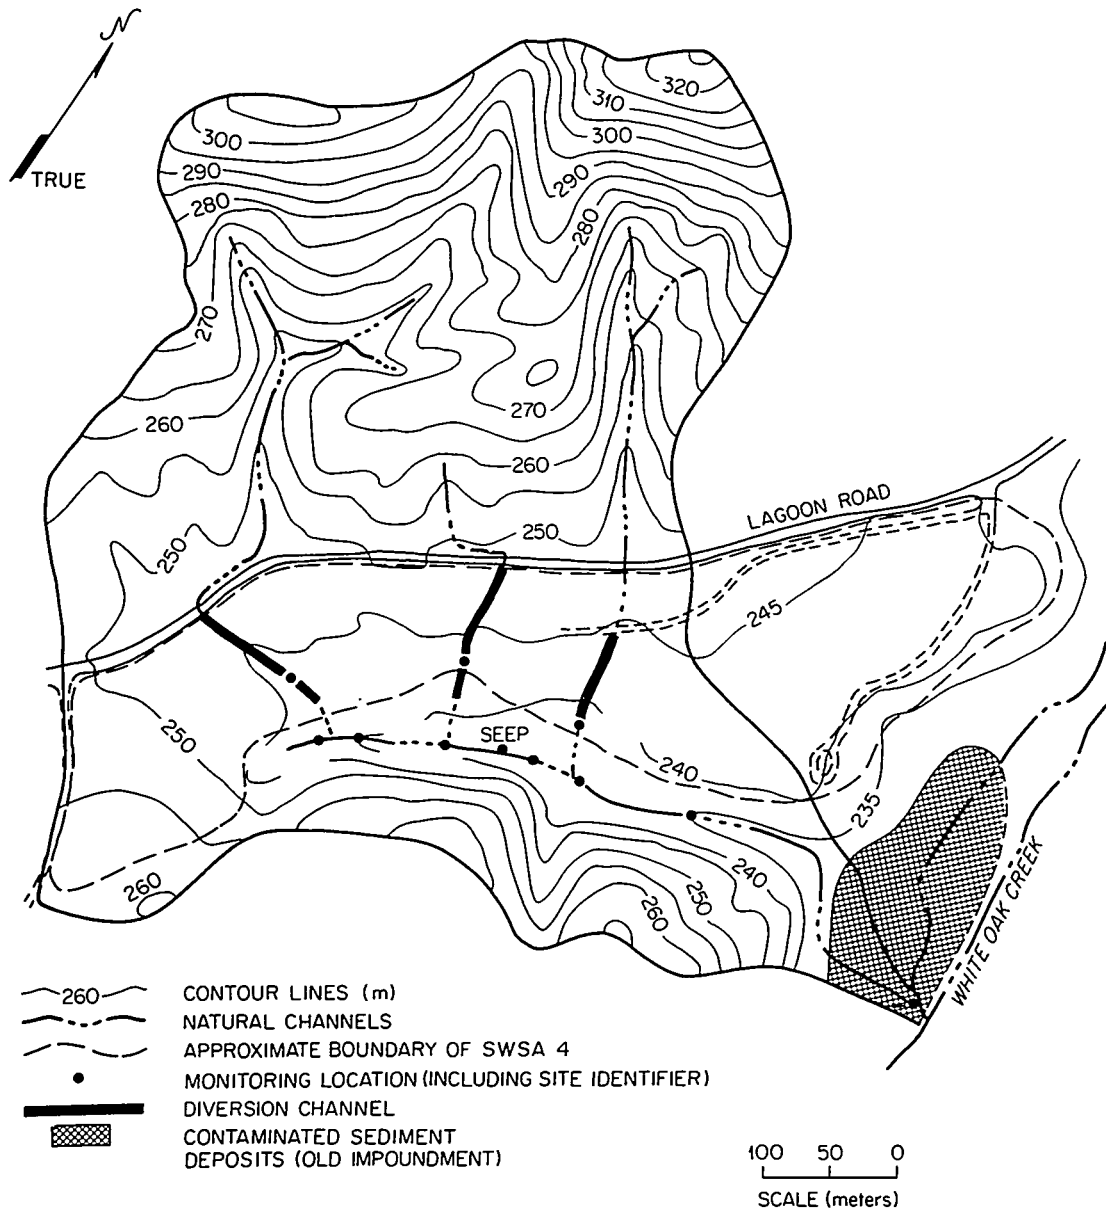 N
TRUE
320
310
300
300
290
290
280
280
270
270
260
260
250
250
LAGOON ROAD
245
250
SEEP
240
235
240
250
260
260
WHITE OAK CREEK
260 CONTOUR LINES (m)
NATURAL CHANNELS
APPROXIMATE BOUNDARY OF SWSA 4
MONITORING LOCATION (INCLUDING SITE IDENTIFIER)
DIVERSION CHANNEL
CONTAMINATED SEDIMENT
DEPOSITS (OLD IMPOUNDMENT)
100 50 0
SCALE (meters)